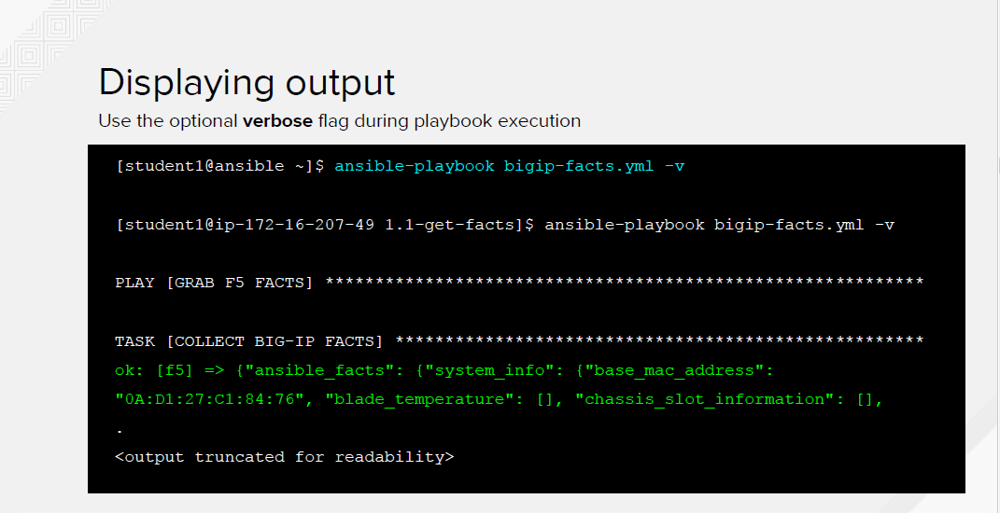 Displaying output
Use the optional verbose flag during playbook execution
[student1@ansible ~]$ ansible-playbook bigip-facts.yml -v
[student1@ip-172-16-207-49 1.1-get-facts]$ ansible-playbook bigip-facts.yml -v
PLAY [GRAB F5 FACTS] ************************************************************
TASK [COLLECT BIG-IP FACTS] *****************************************************
ok: [f5] => {"ansible_facts": {"system_info": {"base_mac_address":
"0A:D1:27:C1:84:76", "blade_temperature": [], "chassis_slot_information": [],
.
<output truncated for readability>